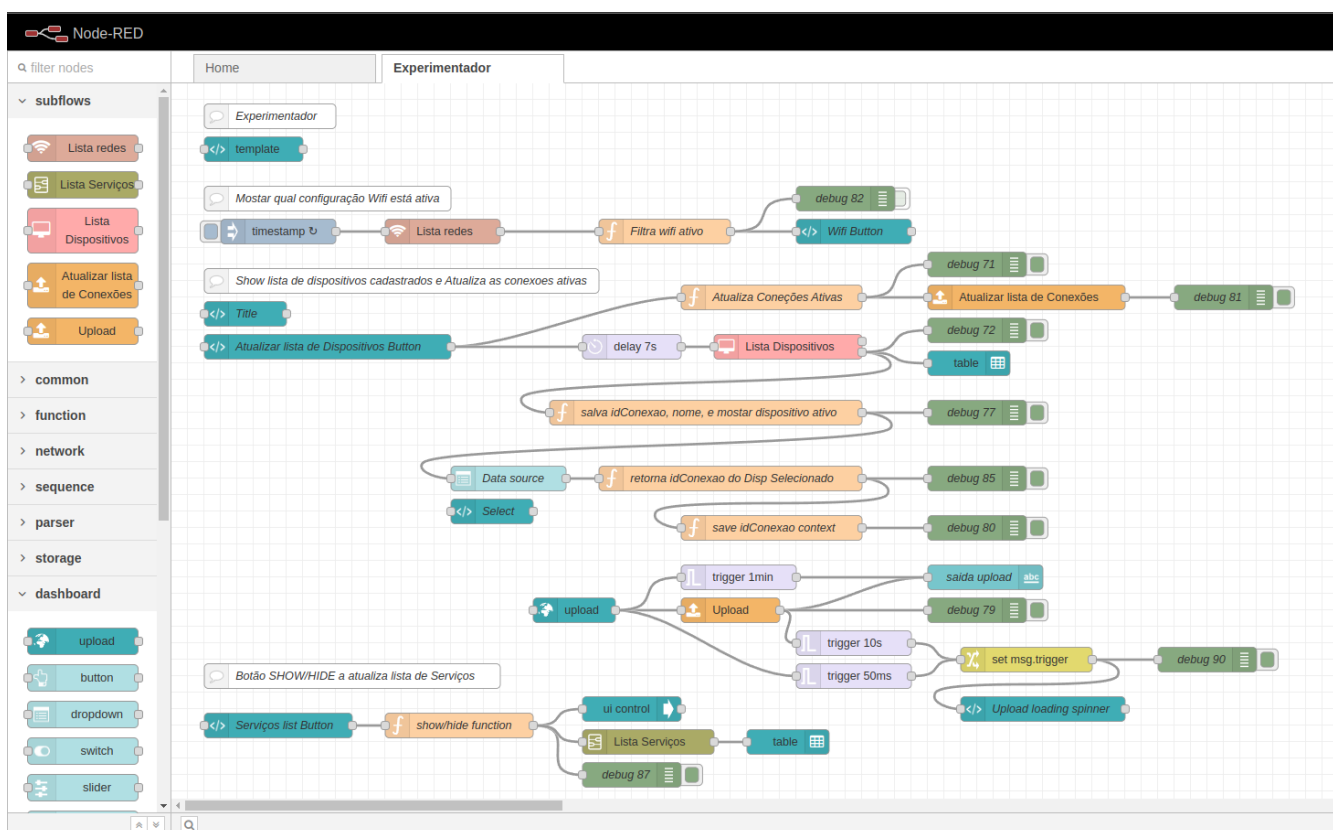 Node-RED
filter nodes
Home
Experimentador
subflows
Lista redes
Lista Serviços
Lista
Dispositivos
Atualizar lista
de Conexões
Upload
common
function
network
sequence
parser
storage
dashboard
upload
button
dropdown
switch
slider
Experimentador
template
Mostar qual configuração Wifi está ativa
timestamp ↻
Lista redes
Filtra wifi ativo
debug 82
Wifi Button
Show lista de dispositivos cadastrados e Atualiza as conexoes ativas
Title
Atualizar lista de Dispositivos Button
Atualiza Coneções Ativas
debug 71
Atualizar lista de Conexões
debug 81
delay 7s
Lista Dispositivos
debug 72
table
salva idConexao, nome, e mostar dispositivo ativo
debug 77
Data source
retorna idConexao do Disp Selecionado
debug 85
Select
save idConexao context
debug 80
upload
trigger 1min
saida upload
abc
Upload
debug 79
trigger 10s
trigger 50ms
set msg.trigger
debug 90
Upload loading spinner
Botão SHOW/HIDE a atualiza lista de Serviços
Serviços list Button
show/hide function
ui control
Lista Serviços
table
debug 87